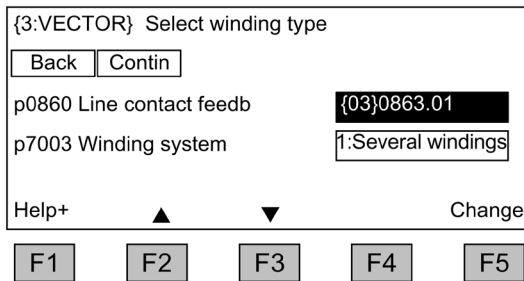 {3:VECTOR} Select winding type
Back Contin
p0860 Line contact feedb {03}0863.01
p7003 Winding system 1:Several windings
Help+ ▲ ▼ Change
F1 F2 F3 F4 F5